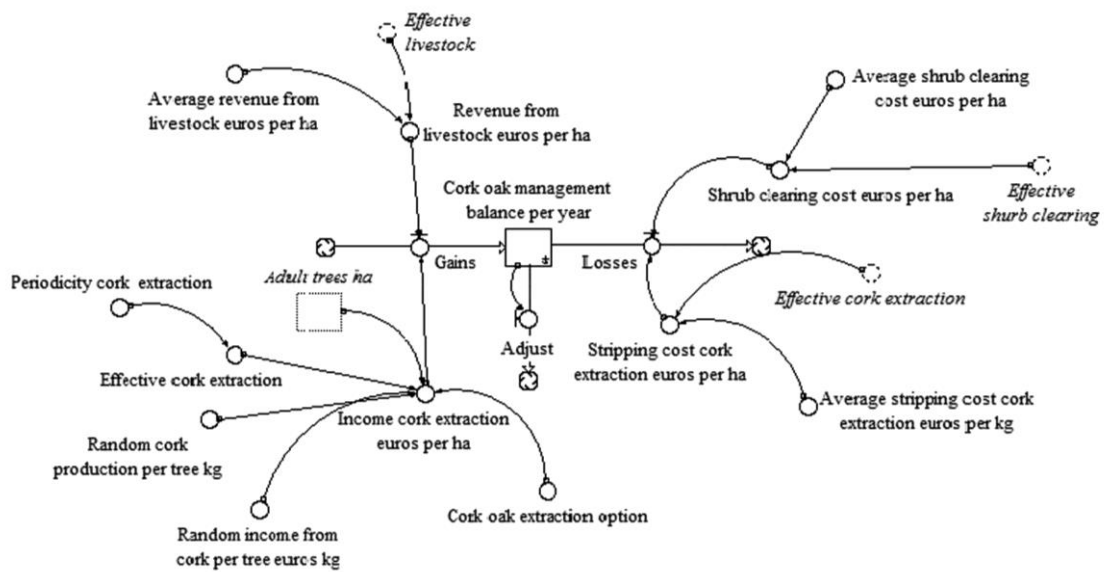 Effective
livestock
Average revenue from
livestock euros per ha
Revenue from
livestock euros per ha
Average shrub clearing
cost euros per ha
Cork oak management
balance per year
Shrub clearing cost euros per ha
Effective
shurb clearing
Gains
Losses
Adult trees ha
Periodicity cork extraction
Effective cork extraction
Adjust
Stripping cost cork
extraction euros per ha
Effective cork extraction
Random cork
production per tree kg
Income cork extraction
euros per ha
Average stripping cost cork
extraction euros per kg
Random income from
cork per tree euros kg
Cork oak extraction option